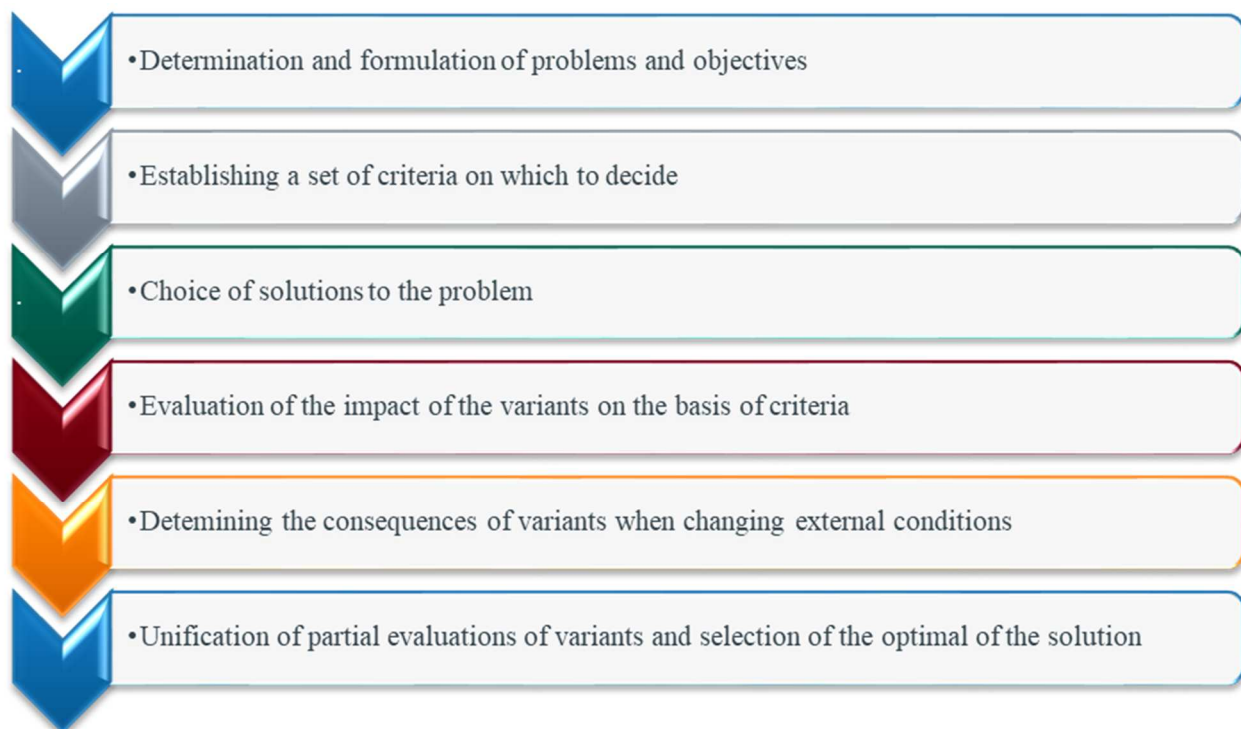 •Determination and formulation of problems and objectives
•Establishing a set of criteria on which to decide
•Choice of solutions to the problem
•Evaluation of the impact of the variants on the basis of criteria
•Detemining the consequences of variants when changing external conditions
•Unification of partial evaluations of variants and selection of the optimal of the solution